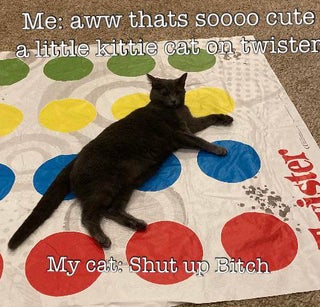 Me: aww thats soooo cute
a little kittie cat on twister
My cat: Shut up Bitch